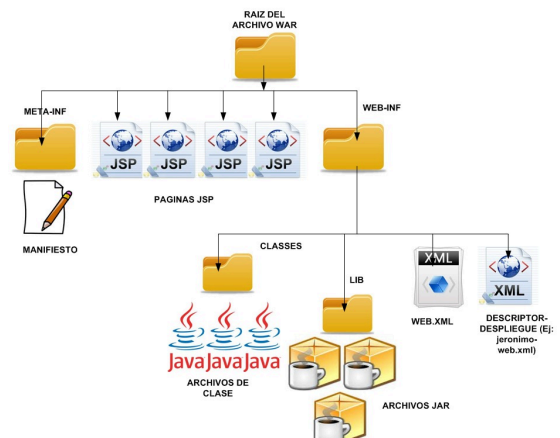 RAIZ DEL
ARCHIVO WAR
META-INF
WEB-INF
JSP
JSP
JSP
JSP
PAGINAS JSP
MANIFIESTO
CLASSES
LIB
XML
XML
WEB.XML
DESCRIPTOR-
DESPLIEGUE (Ej:
jeronimo-
web.xml)
Java
Java
Java
ARCHIVOS DE
CLASE
ARCHIVOS JAR